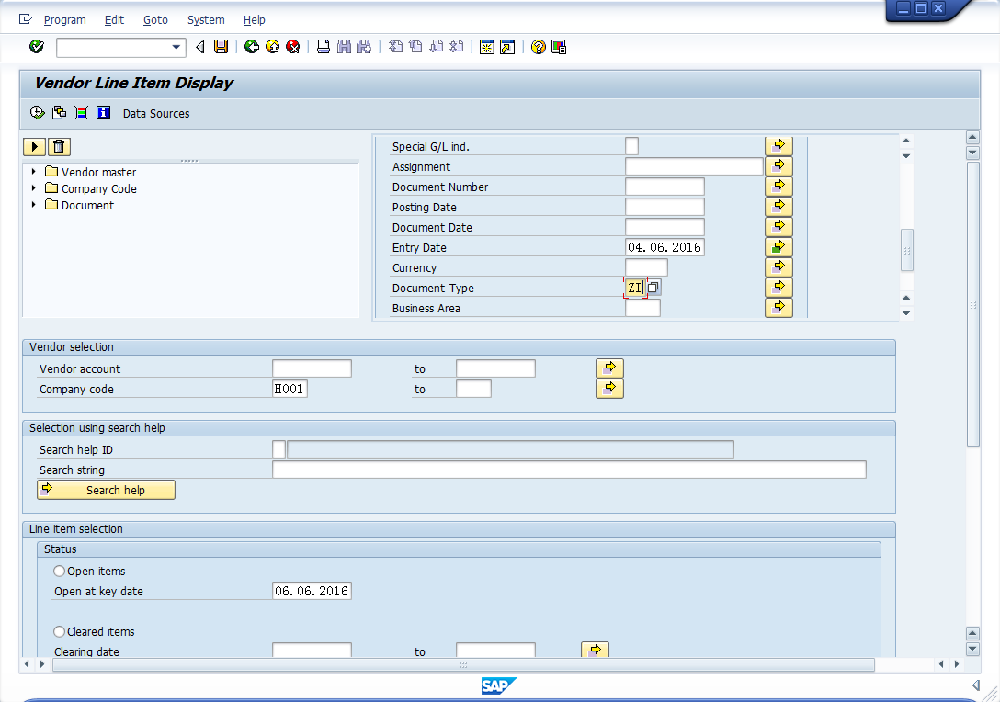 Program Edit Goto System Help
Vendor Line Item Display
Data Sources
Vendor master
Company Code
Document
Special G/L ind.
Assignment
Document Number
Posting Date
Document Date
Entry Date 04.06.2016
Currency
Document Type ZI
Business Area
Vendor selection
Vendor account to
Company code H001 to
Selection using search help
Search help ID
Search string
Search help
Line item selection
Status
Open items
Open at key date 06.06.2016
Cleared items
Clearing date to
SAP